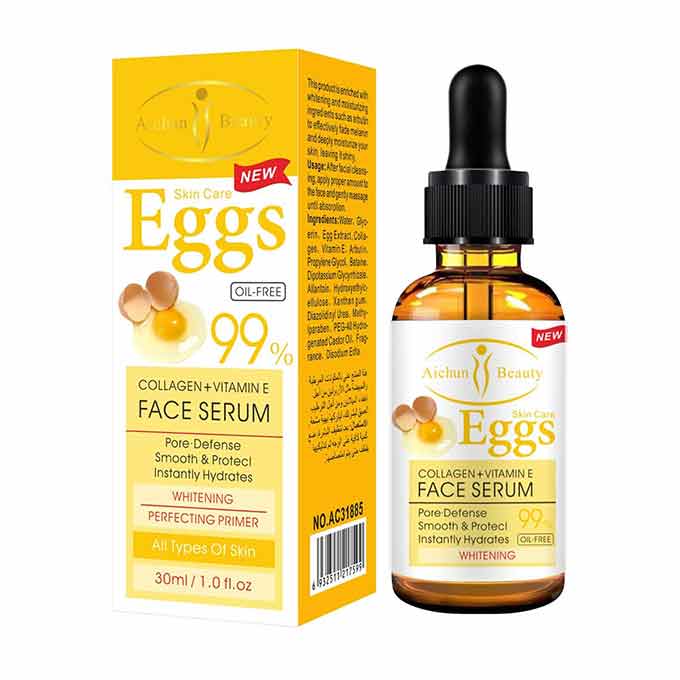 Aichun Beauty
NEW
Skin Care
Eggs
OIL-FREE
99%
COLLAGEN+VITAMIN E
FACE SERUM
Pore·Defense
Smooth & Protecl
Instantly Hydrates
WHITENING
PERFECTING PRIMER
All Types Of Skin
30ml / 1.0 fl.oz
This product is enriched with
whitening and moisturizing
ingredients such as arbutin
to effectively fade melanin
and deeply moisturize your
skin, leaving it shiny.
Usage: After facial cleans-
ing, apply proper amount to
the face and gently massage
until absorption.
Ingredients: Water, Glyc-
erin, Egg Extract, Colla-
gen, Vitamin E, Arbutin,
Propylene Glycol, Betaine,
Dipotassium Glycyrrhizate,
Allantoin, Hydroxyethylc-
ellulose, Xanthan gum,
Diazolidinyl Urea, Methy-
lparaben, PEG-40 Hydro-
genated Castor Oil, Frag-
rance, Disodium Edta
NO.AC31885
6 932511 217599
NEW
Aichun Beauty
Skin Care
Eggs
COLLAGEN+VITAMIN E
FACE SERUM
Pore·Defense
Smooth & Protecl
Instantly Hydrates
99%
OIL-FREE
WHITENING